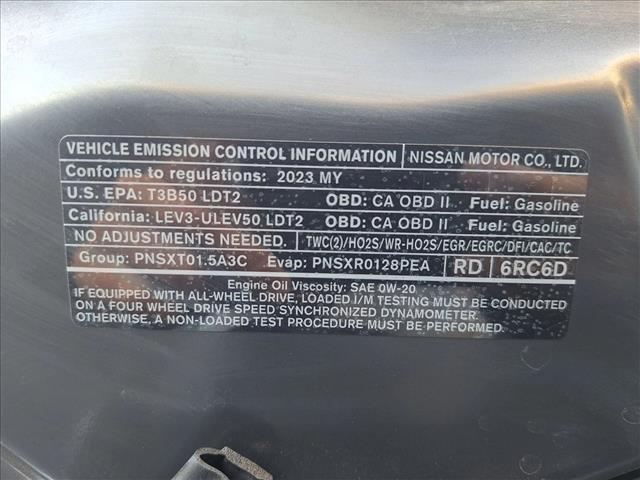 VEHICLE EMISSION CONTROL INFORMATION NISSAN MOTOR CO., LTD.
Conforms to regulations: 2023 MY
U.S. EPA: T3B50 LDT2 OBD: CA OBD II Fuel: Gasoline
California: LEV3-ULEV50 LDT2 OBD: CA OBD II Fuel: Gasoline
NO ADJUSTMENTS NEEDED. TWC(2)/HO2S/WR-HO2S/EGR/EGRC/DFI/CAC/TC
Group: PNSXT01.5A3C Evap: PNSXR0128PEA RD 6RC6D
Engine Oil Viscosity: SAE 0W-20
IF EQUIPPED WITH ALL-WHEEL DRIVE, LOADED I/M TESTING MUST BE CONDUCTED
ON A FOUR WHEEL DRIVE SPEED SYNCHRONIZED DYNAMOMETER.
OTHERWISE, A NON-LOADED TEST PROCEDURE MUST BE PERFORMED.